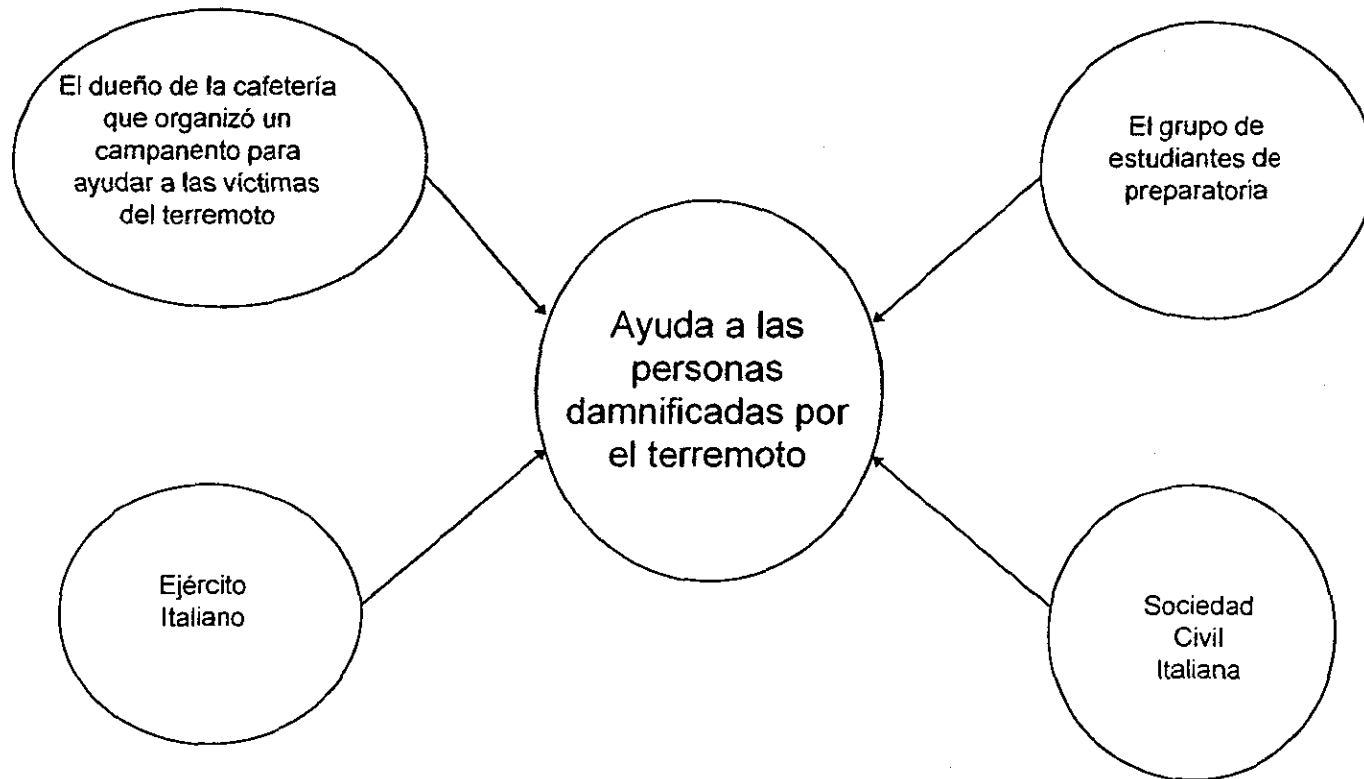 El dueño de la cafetería
que organizó un
campanento para
ayudar a las víctimas
del terremoto
El grupo de
estudiantes de
preparatoria
Ayuda a las
personas
damnificadas por
el terremoto
Ejército
Italiano
Sociedad
Civil
Italiana